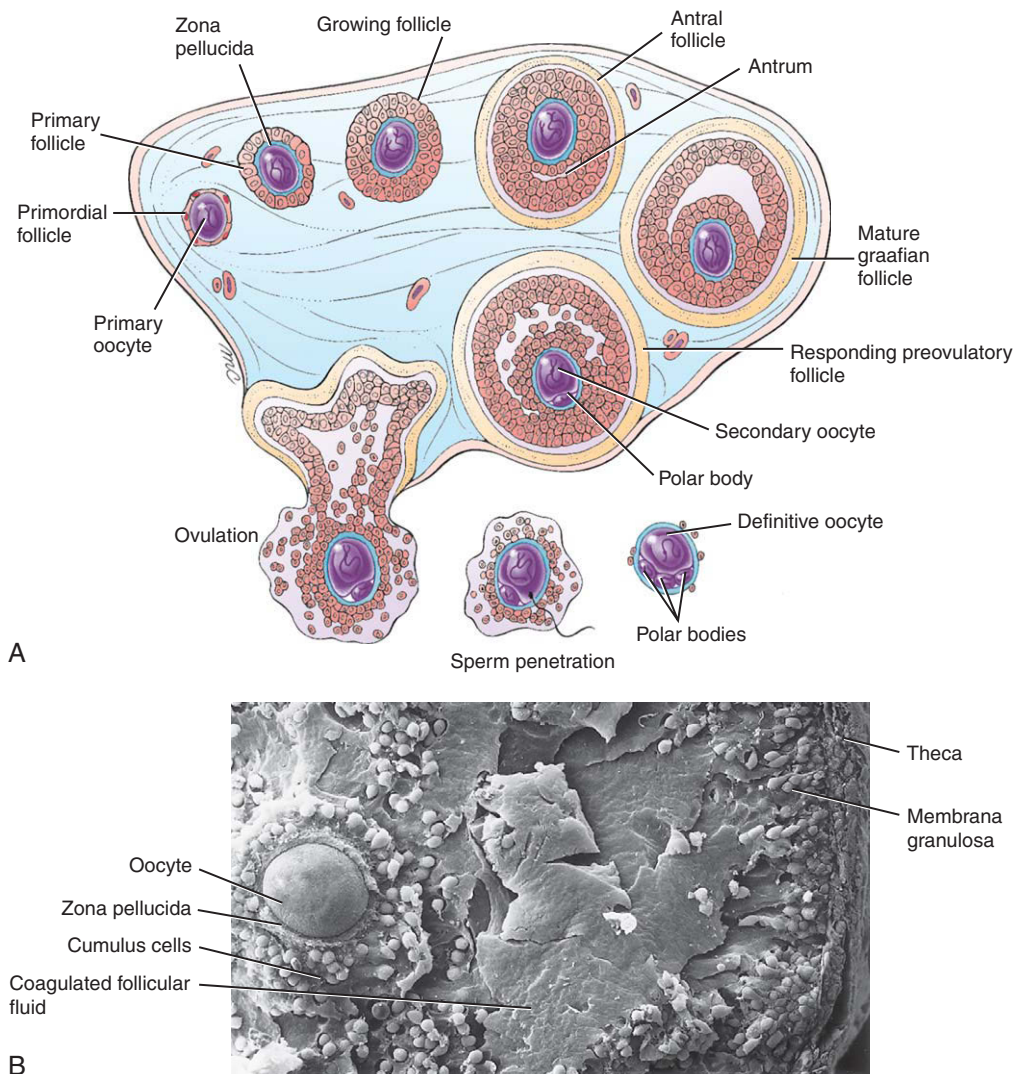 Zona
pellucida
Growing follicle
Antral
follicle
Antrum
Primary
follicle
Primordial
follicle
Primary
oocyte
Mature
graafian
follicle
Responding preovulatory
follicle
Secondary oocyte
Polar body
Ovulation
Definitive oocyte
Polar bodies
Sperm penetration
A
Theca
Membrana
granulosa
Oocyte
Zona pellucida
Cumulus cells
Coagulated follicular
fluid
B